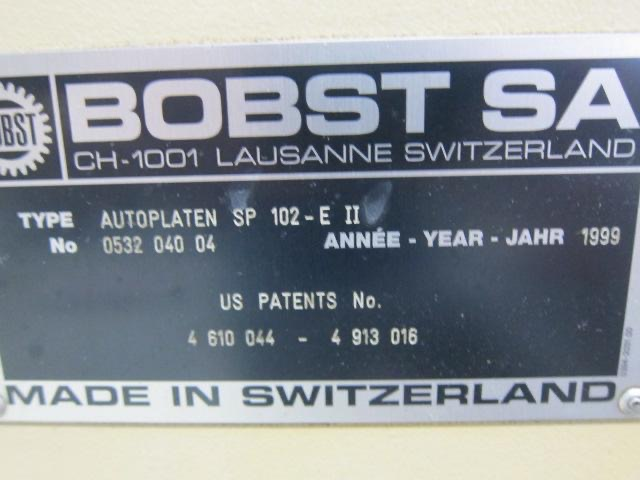 BOBST SA
CH-1001 LAUSANNE SWITZERLAND
TYPE AUTOPLATEN SP 102-E II
No 0532 040 04 ANNÉE - YEAR - JAHR 1999
US PATENTS No.
4 610 044 - 4 913 016
MADE IN SWITZERLAND